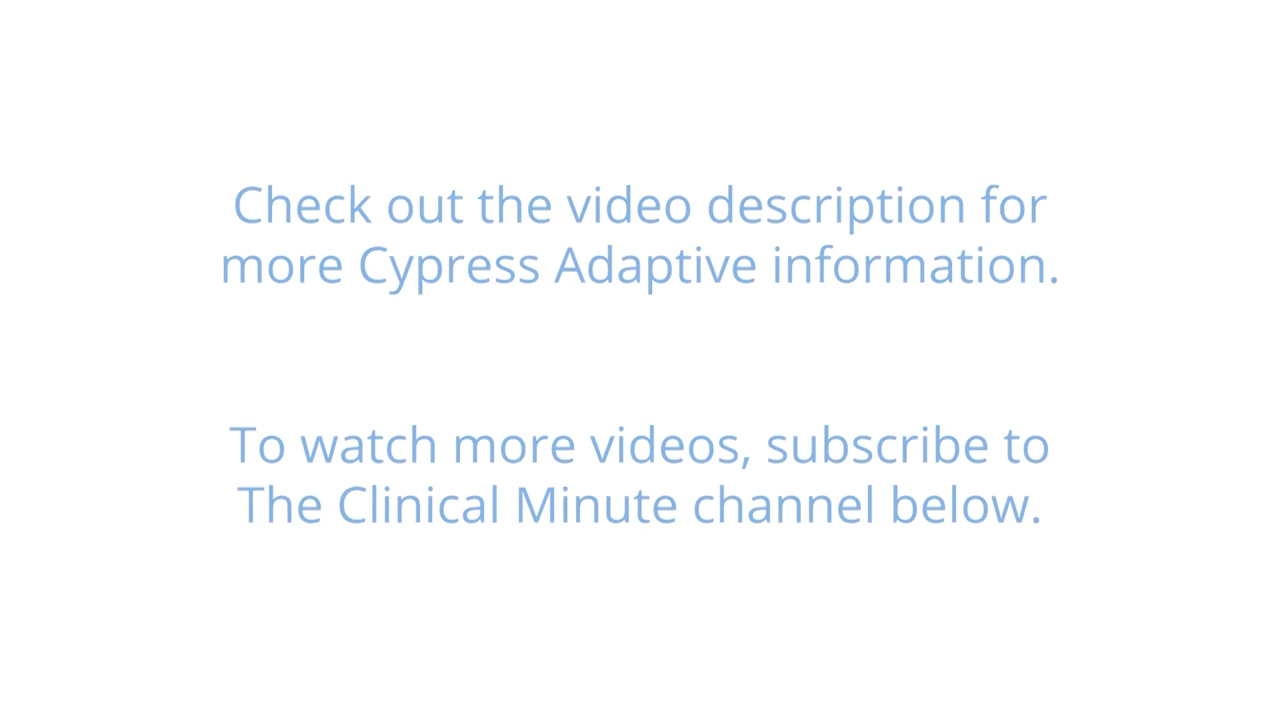 Check out the video description for
more Cypress Adaptive information.
To watch more videos, subscribe to
The Clinical Minute channel below.